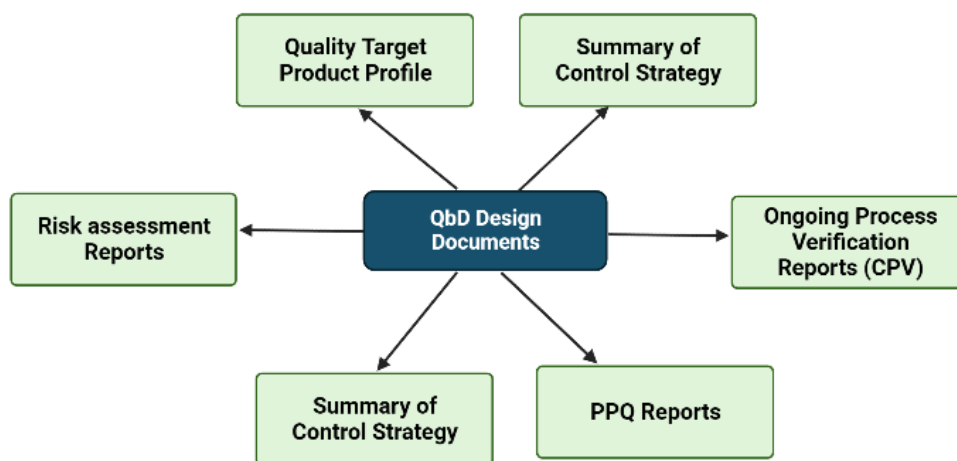 Quality Target
Product Profile
Summary of
Control Strategy
Risk assessment
Reports
QbD Design
Documents
Ongoing Process
Verification
Reports (CPV)
Summary of
Control Strategy
PPQ Reports